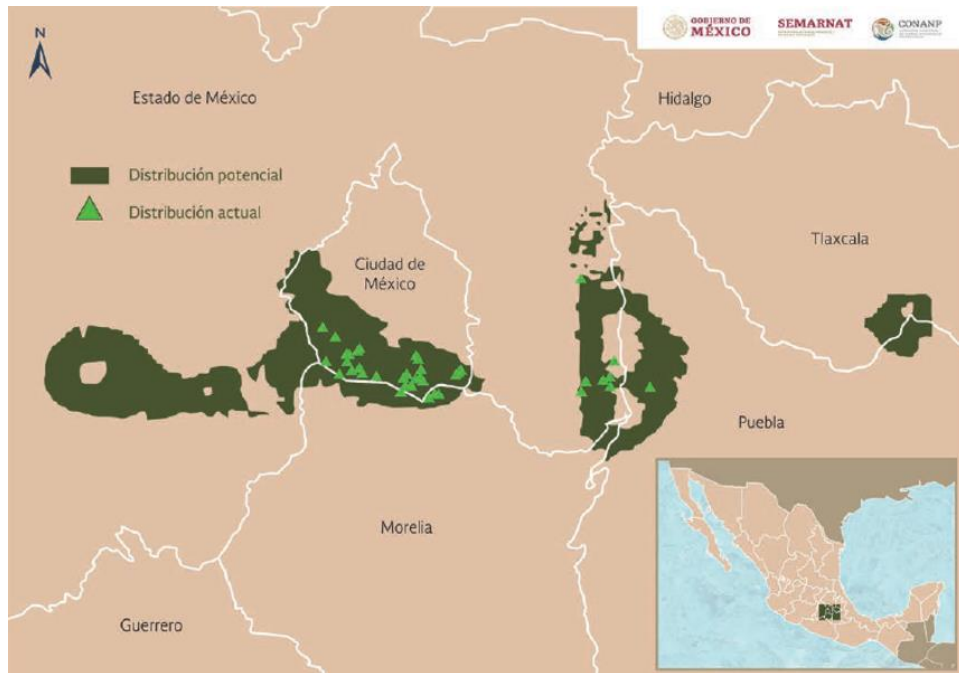 GOBIERNO DE
MÉXICO
SEMARNAT
CONANP
N
Estado de México
Hidalgo
Distribución potencial
Distribución actual
Tlaxcala
Ciudad de
México
Puebla
Morelia
Guerrero